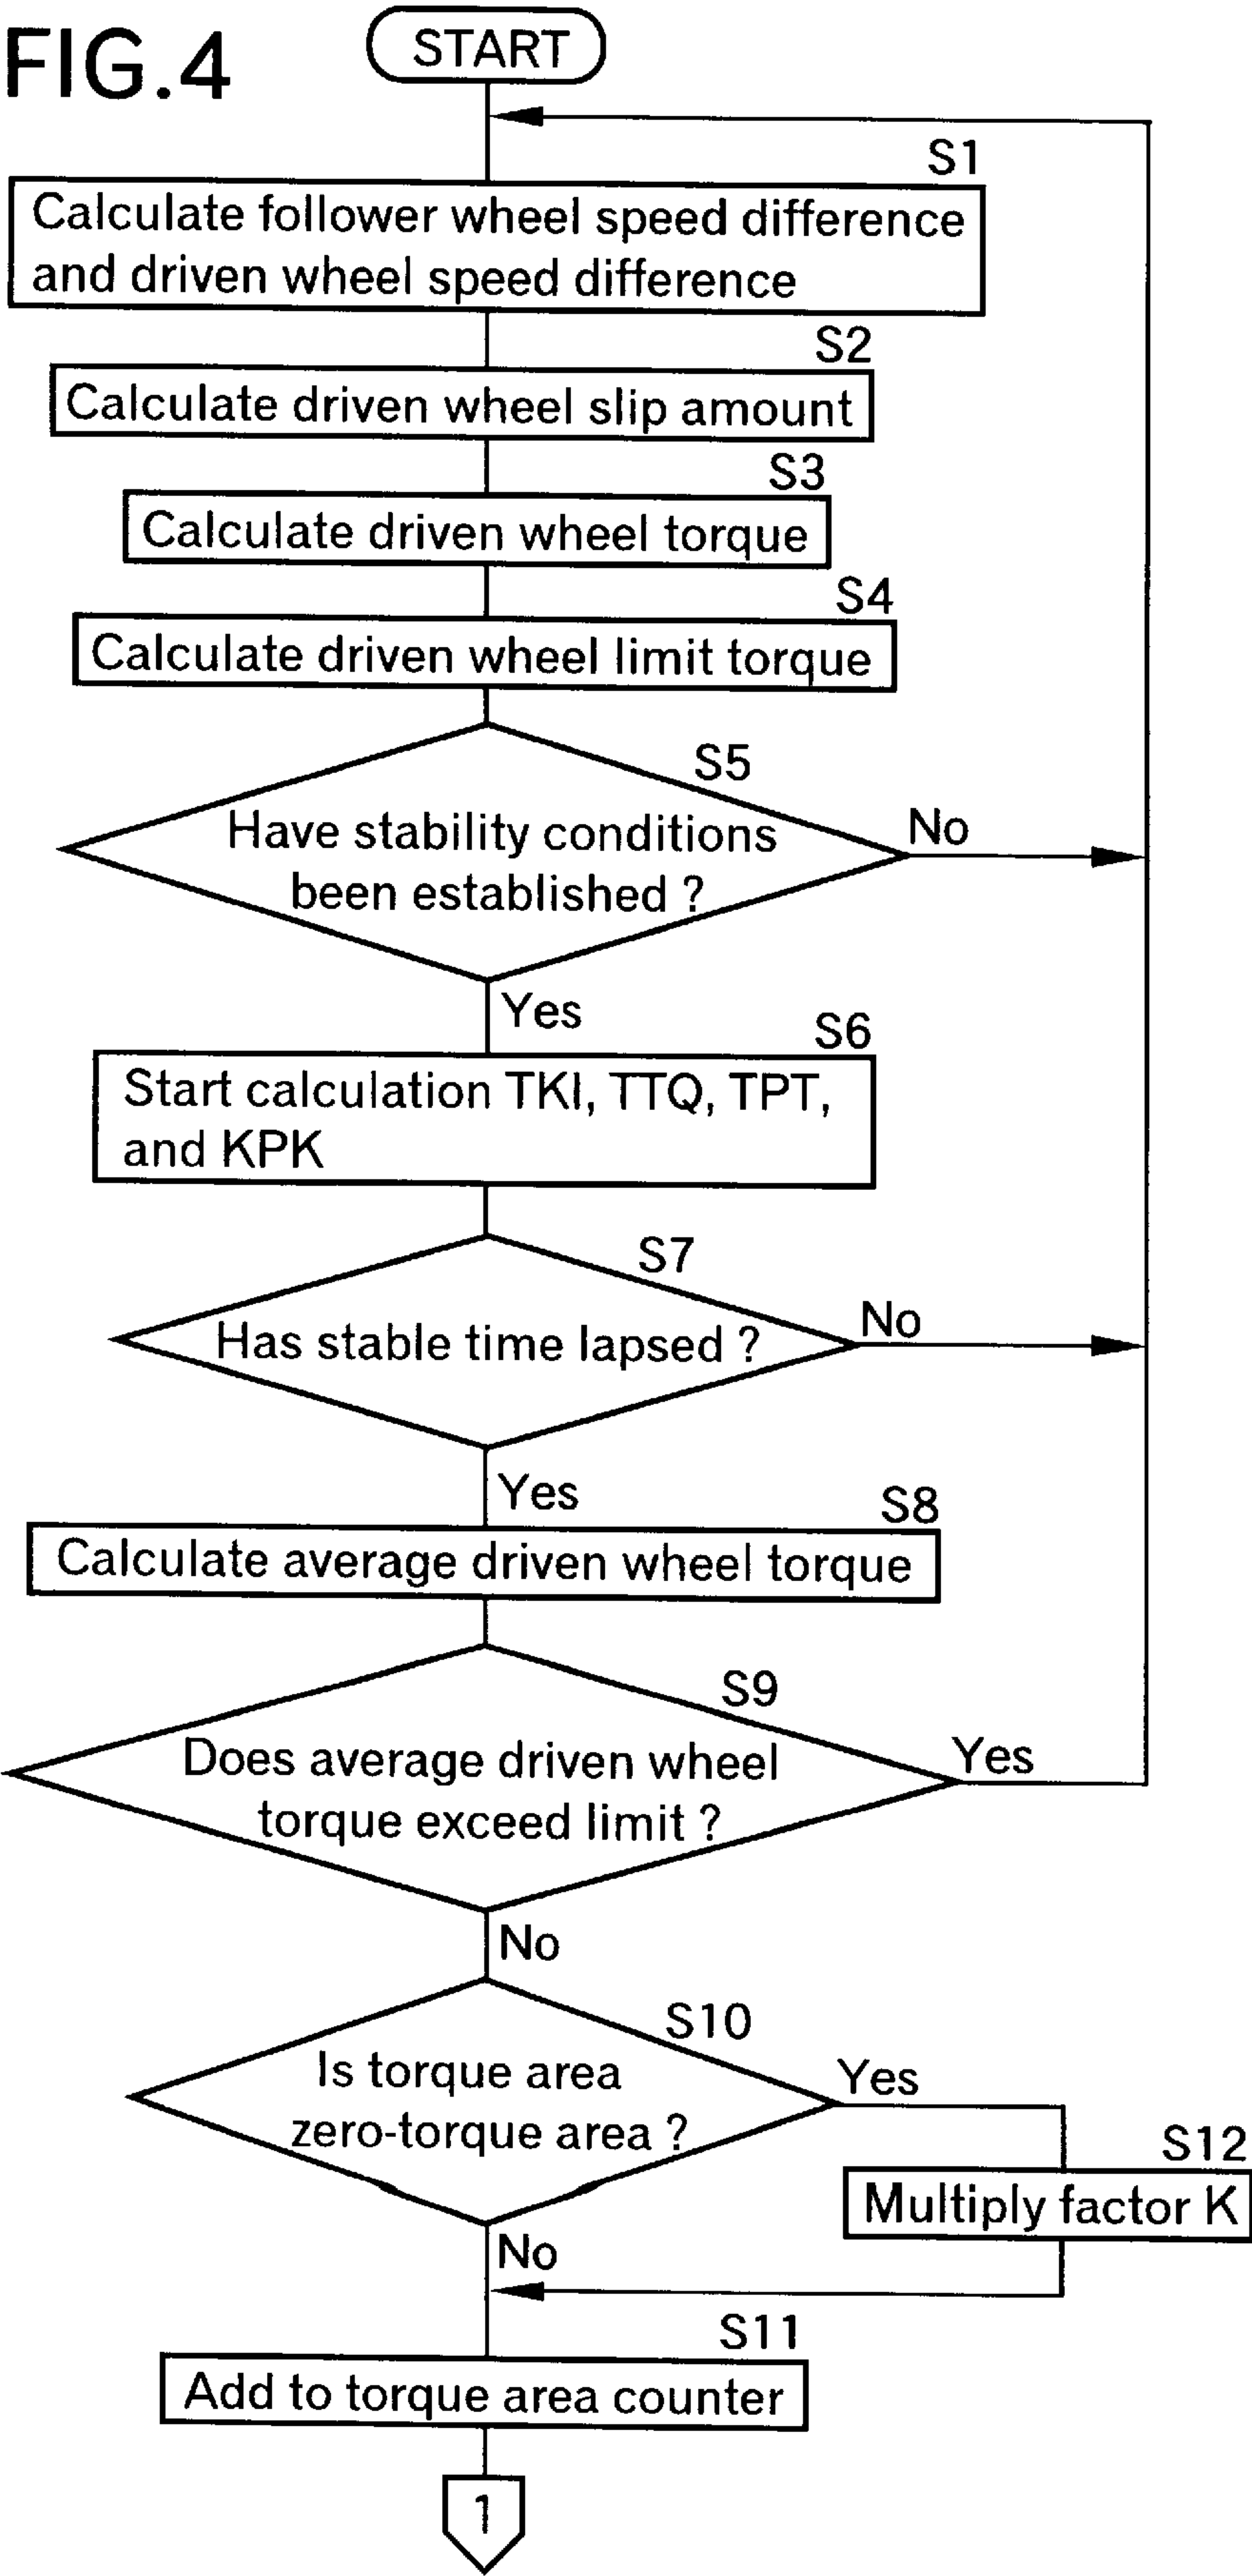 FIG.4
START
S1
Calculate follower wheel speed difference
and driven wheel speed difference
S2
Calculate driven wheel slip amount
S3
Calculate driven wheel torque
S4
Calculate driven wheel limit torque
S5
Have stability conditions
been established ?
No
Yes
S6
Start calculation TKI, TTQ, TPT,
and KPK
S7
Has stable time lapsed ?
No
Yes
S8
Calculate average driven wheel torque
S9
Does average driven wheel
torque exceed limit ?
Yes
No
S10
Is torque area
zero-torque area ?
Yes
S12
Multiply factor K
No
S11
Add to torque area counter
1